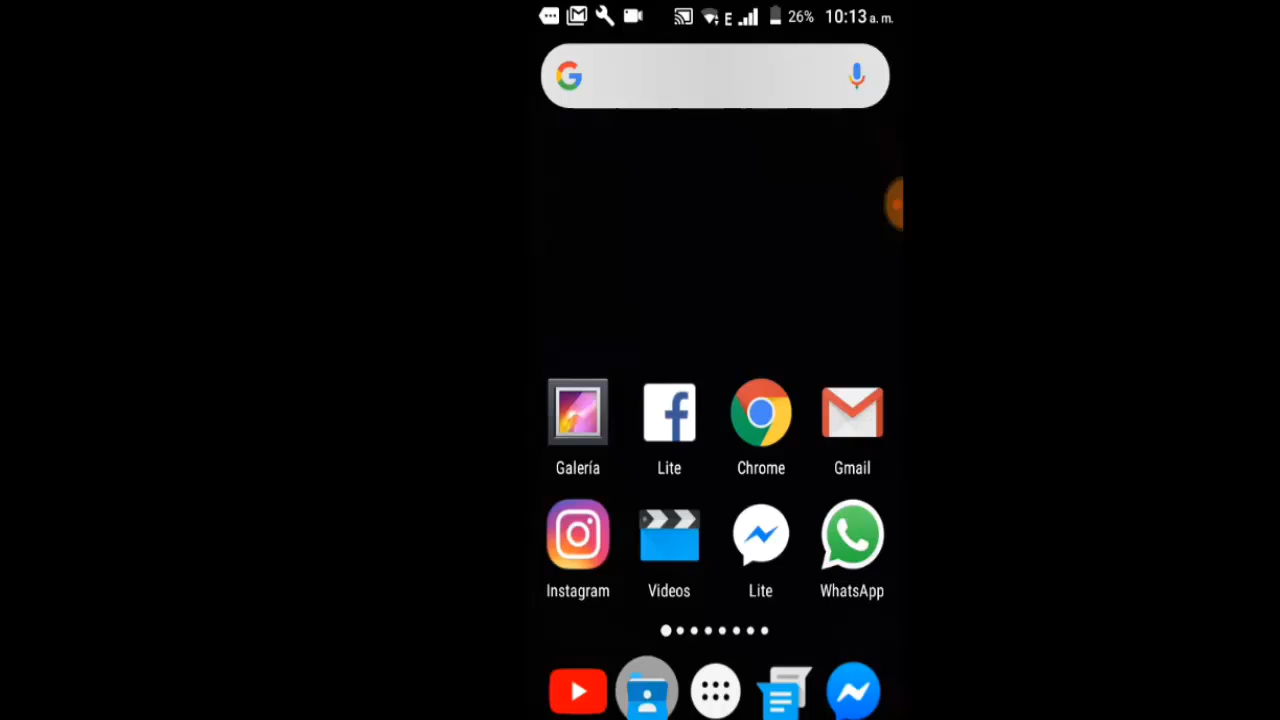 E 26% 10:13 a. m.
Galería Lite Chrome Gmail
Instagram Videos Lite WhatsApp